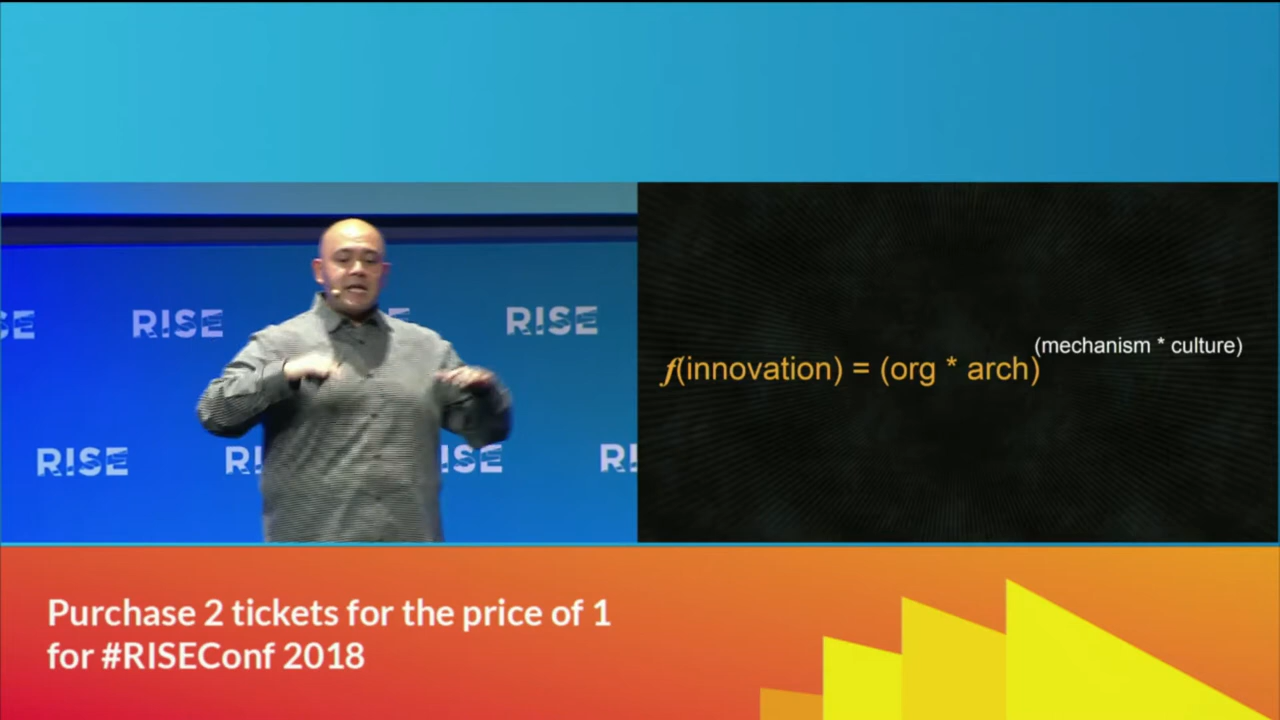 RISE
RISE
RISE
f(innovation) = (org * arch)(mechanism * culture)
Purchase 2 tickets for the price of 1
for #RISEConf 2018